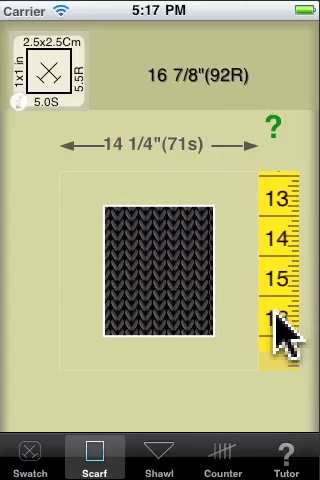 Carrier 5:17 PM
2.5x2.5Cm
1x1 in
5.5R
5.0S
16 7/8"(92R)
?
14 1/4"(71s)
13
14
15
Swatch Scarf Shawl Counter ? Tutor